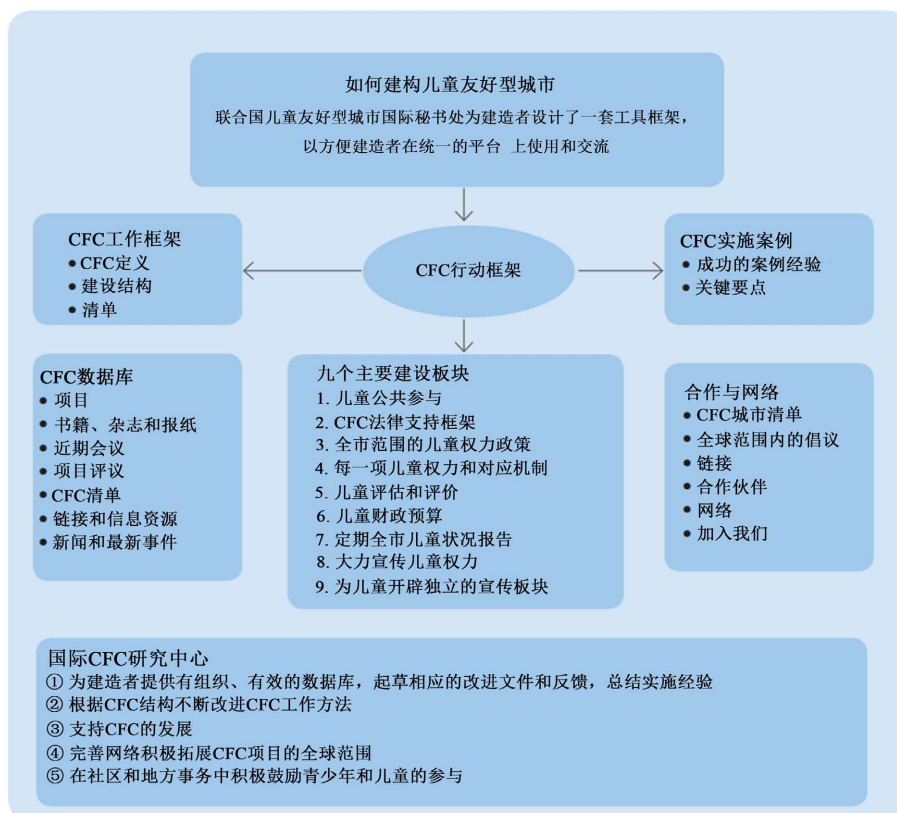 如何建构儿童友好型城市
联合国儿童友好型城市国际秘书处为建造者设计了一套工具框架，
以方便建造者在统一的平台 上使用和交流
CFC工作框架
● CFC定义
● 建设结构
● 清单
CFC行动框架
CFC实施案例
● 成功的案例经验
● 关键要点
CFC数据库
● 项目
● 书籍、杂志和报纸
● 近期会议
● 项目评议
● CFC清单
● 链接和信息资源
● 新闻和最新事件
九个主要建设板块
1. 儿童公共参与
2. CFC法律支持框架
3. 全市范围的儿童权力政策
4. 每一项儿童权力和对应机制
5. 儿童评估和评价
6. 儿童财政预算
7. 定期全市儿童状况报告
8. 大力宣传儿童权力
9. 为儿童开辟独立的宣传板块
合作与网络
● CFC城市清单
● 全球范围内的倡议
● 链接
● 合作伙伴
● 网络
● 加入我们
国际CFC研究中心
① 为建造者提供有组织、有效的数据库，起草相应的改进文件和反馈，总结实施经验
② 根据CFC结构不断改进CFC工作方法
③ 支持CFC的发展
④ 完善网络积极拓展CFC项目的全球范围
⑤ 在社区和地方事务中积极鼓励青少年和儿童的参与